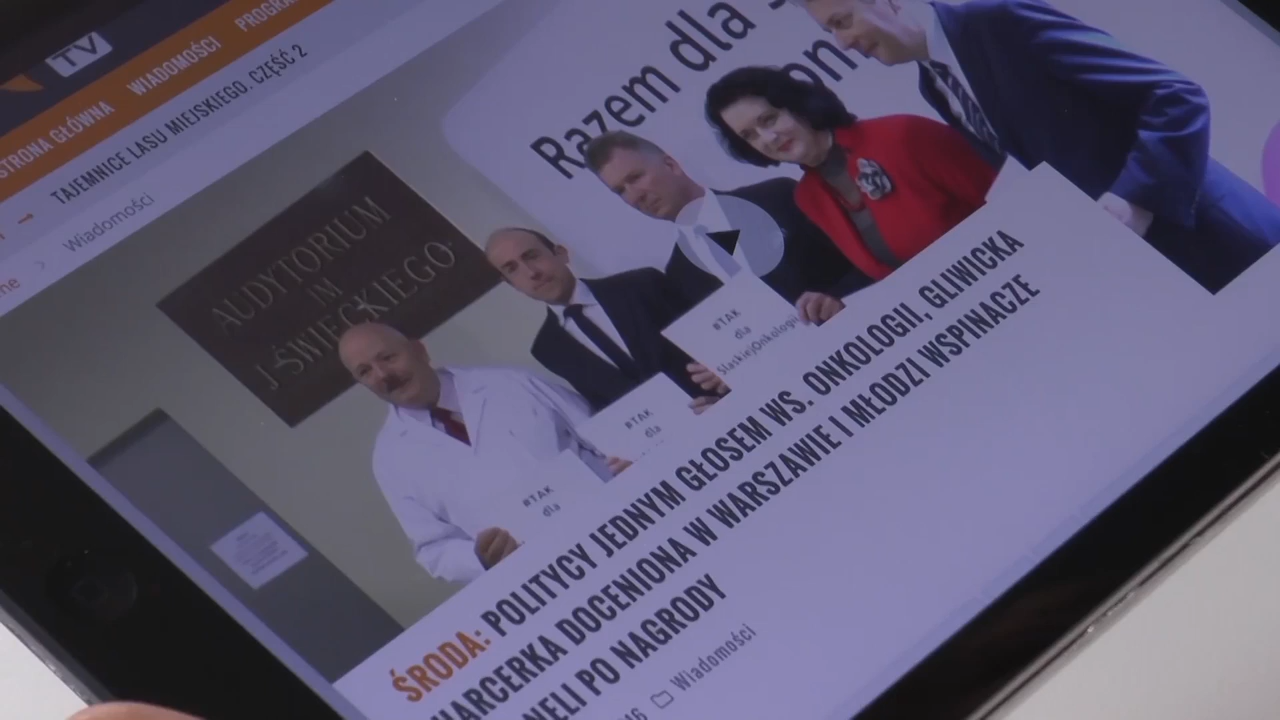 TV
STRONA GŁÓWNA WIADOMOŚCI
TAJEMNICE LASU MIEJSKIEGO. CZĘŚĆ 2
Wiadomości
Razem dla
AUDYTORIUM
IM
J. ŚWIĘCKIEGO
#TAK
dla
ŚląskiejOnkologii
#TAK
dla
#TAK
dla
ŚRODA: POLITYCY JEDNYM GŁOSEM WS. ONKOLOGII, GLIWICKA
HARCERKA DOCENIONA W WARSZAWIE I MŁODZI WSPINACZE
PO NAGRODY
Wiadomości